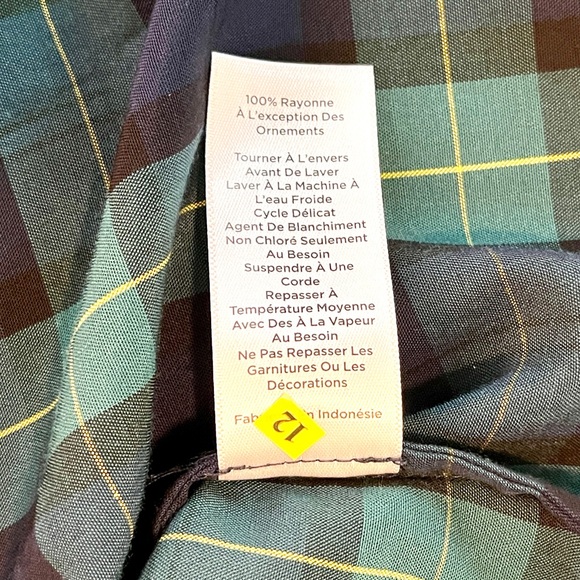 100% Rayonne
À L'exception Des
Ornements
Tourner À L'envers
Avant De Laver
Laver À La Machine À
L'eau Froide
Cycle Délicat
Agent De Blanchiment
Non Chloré Seulement
Au Besoin
Suspendre À Une
Corde
Repasser À
Température Moyenne
Avec Des À La Vapeur
Au Besoin
Ne Pas Repasser Les
Garnitures Ou Les
Décorations
in Indonésie
12